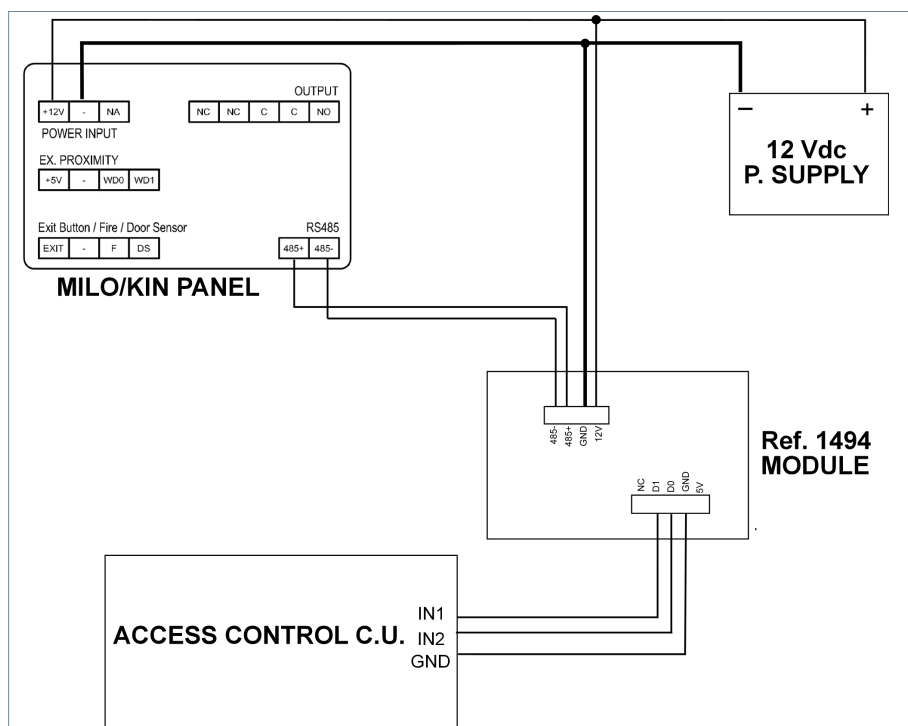 OUTPUT
+12V - NA
NC NC C C NO
POWER INPUT
EX. PROXIMITY
+5V - WD0 WD1
Exit Button / Fire / Door Sensor
RS485
EXIT - F DS
485+ 485-
MILO/KIN PANEL
− +
12 Vdc
P. SUPPLY
485-
485+
GND
12V
Ref. 1494
MODULE
NC
D1
D0
GND
5V
ACCESS CONTROL C.U.
IN1
IN2
GND